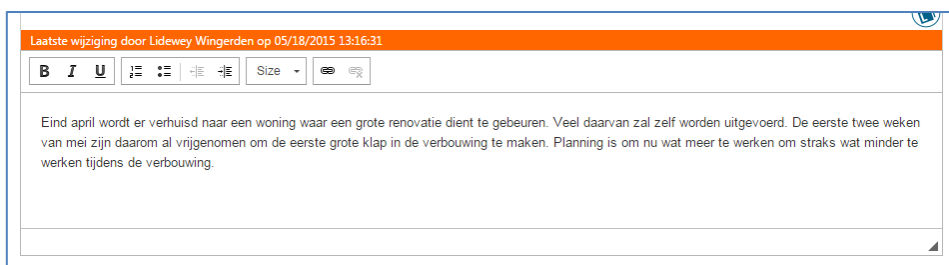 Laatste wijziging door Lidewey Wingerden op 05/18/2015 13:16:31
B I U Size
Eind april wordt er verhuisd naar een woning waar een grote renovatie dient te gebeuren. Veel daarvan zal zelf worden uitgevoerd. De eerste twee weken
van mei zijn daarom al vrijgenomen om de eerste grote klap in de verbouwing te maken. Planning is om nu wat meer te werken om straks wat minder te
werken tijdens de verbouwing.